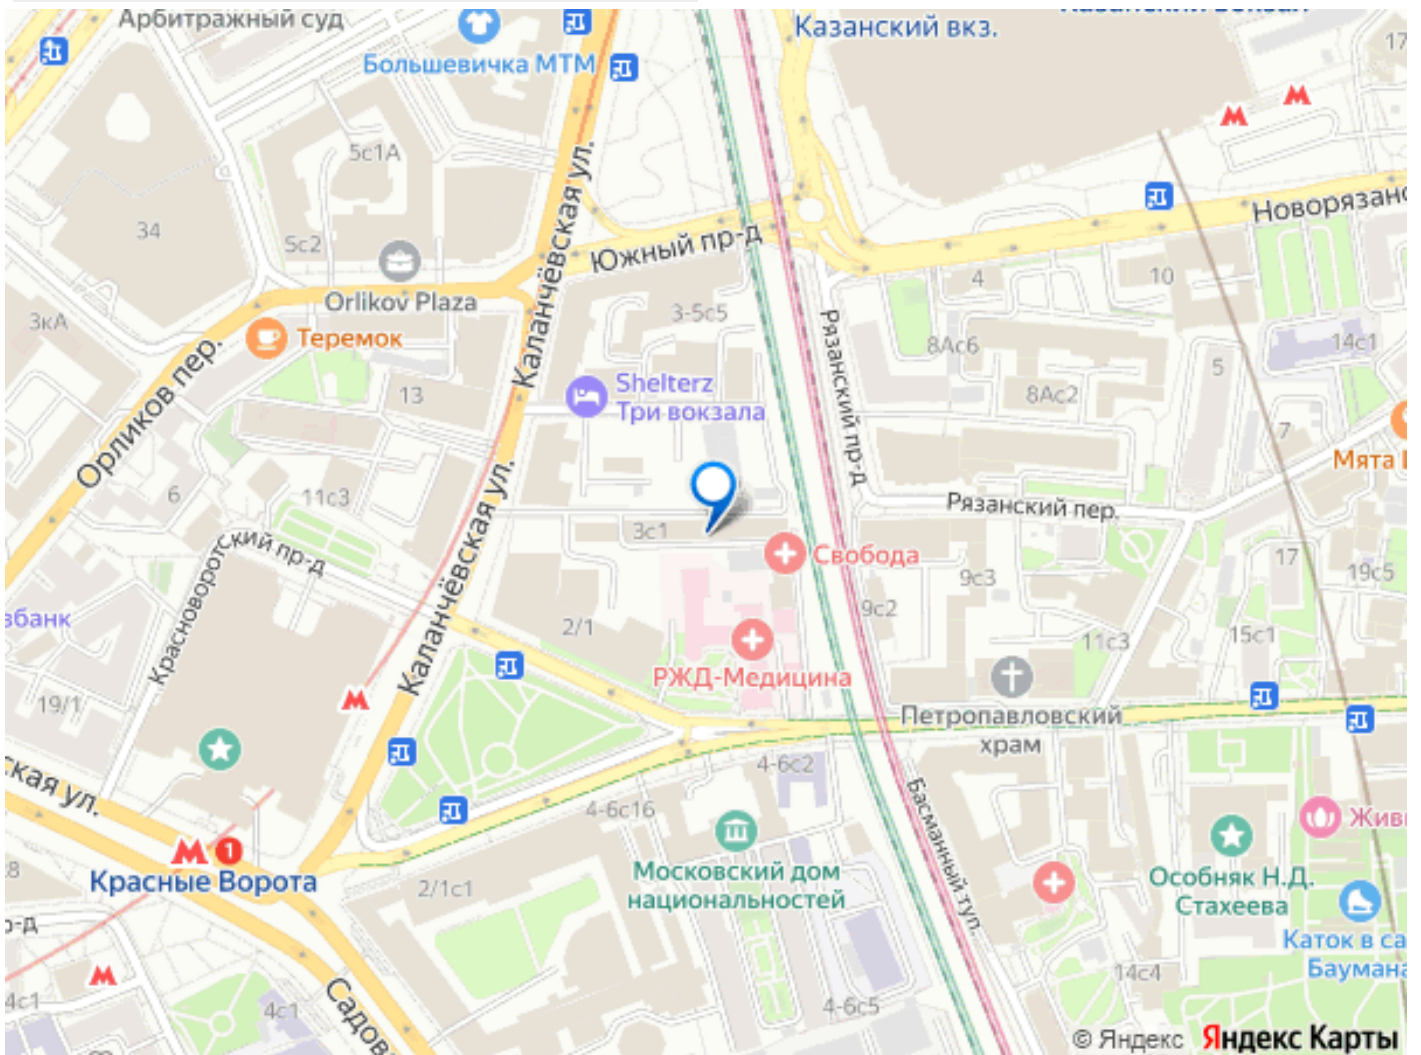 Арбитражный суд
Казанский вкз.
Большевичка МТМ
17
5с1А
Каланчёвская ул.
34
5с2
Южный пр-д
Новорязанс
Orlikov Plaza
4
10
3кА
Теремок
3-5с5
Рязанский пр-д
8Ас6
14с1
5
Орликов пер.
13
Shelterz
Три вокзала
8Ас2
7
Мята
6
11с3
Каланчёвская ул.
Рязанский пер.
3с1
Красноворотский пр-д
Свобода
17
19с5
9с3
9с2
збанк
2/1
11с3
15с1
РЖД-Медицина
19/1
Петропавловский
храм
ская ул.
4-6с2
Басманный туп.
4-6с16
Живи
1
Красные Ворота
2/1с1
Московский дом
национальностей
Особняк Н.Д.
Стахеева
р-д
Каток в са
Баумана
14с4
4с1
4с1
Садов
4-6с5
© Яндекс Яндекс Карты